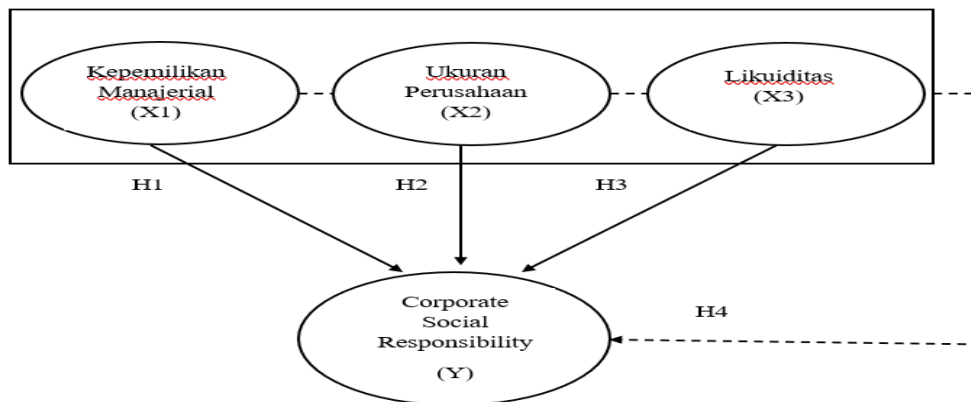 Kepemilikan
Manajerial
(X1)
Ukuran
Perusahaan
(X2)
Likuiditas
(X3)
H1
H2
H3
Corporate
Social
Responsibility
(Y)
H4